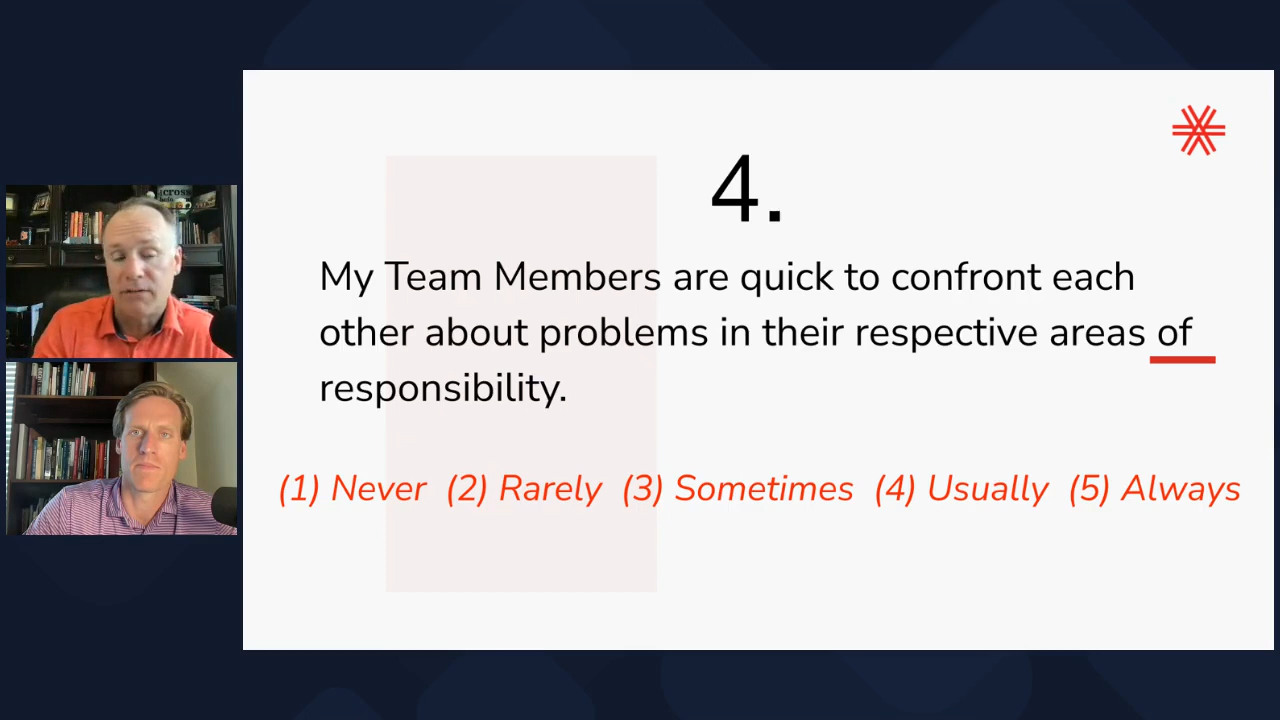 4.
My Team Members are quick to confront each
other about problems in their respective areas of
responsibility.
(1) Never (2) Rarely (3) Sometimes (4) Usually (5) Always
cross